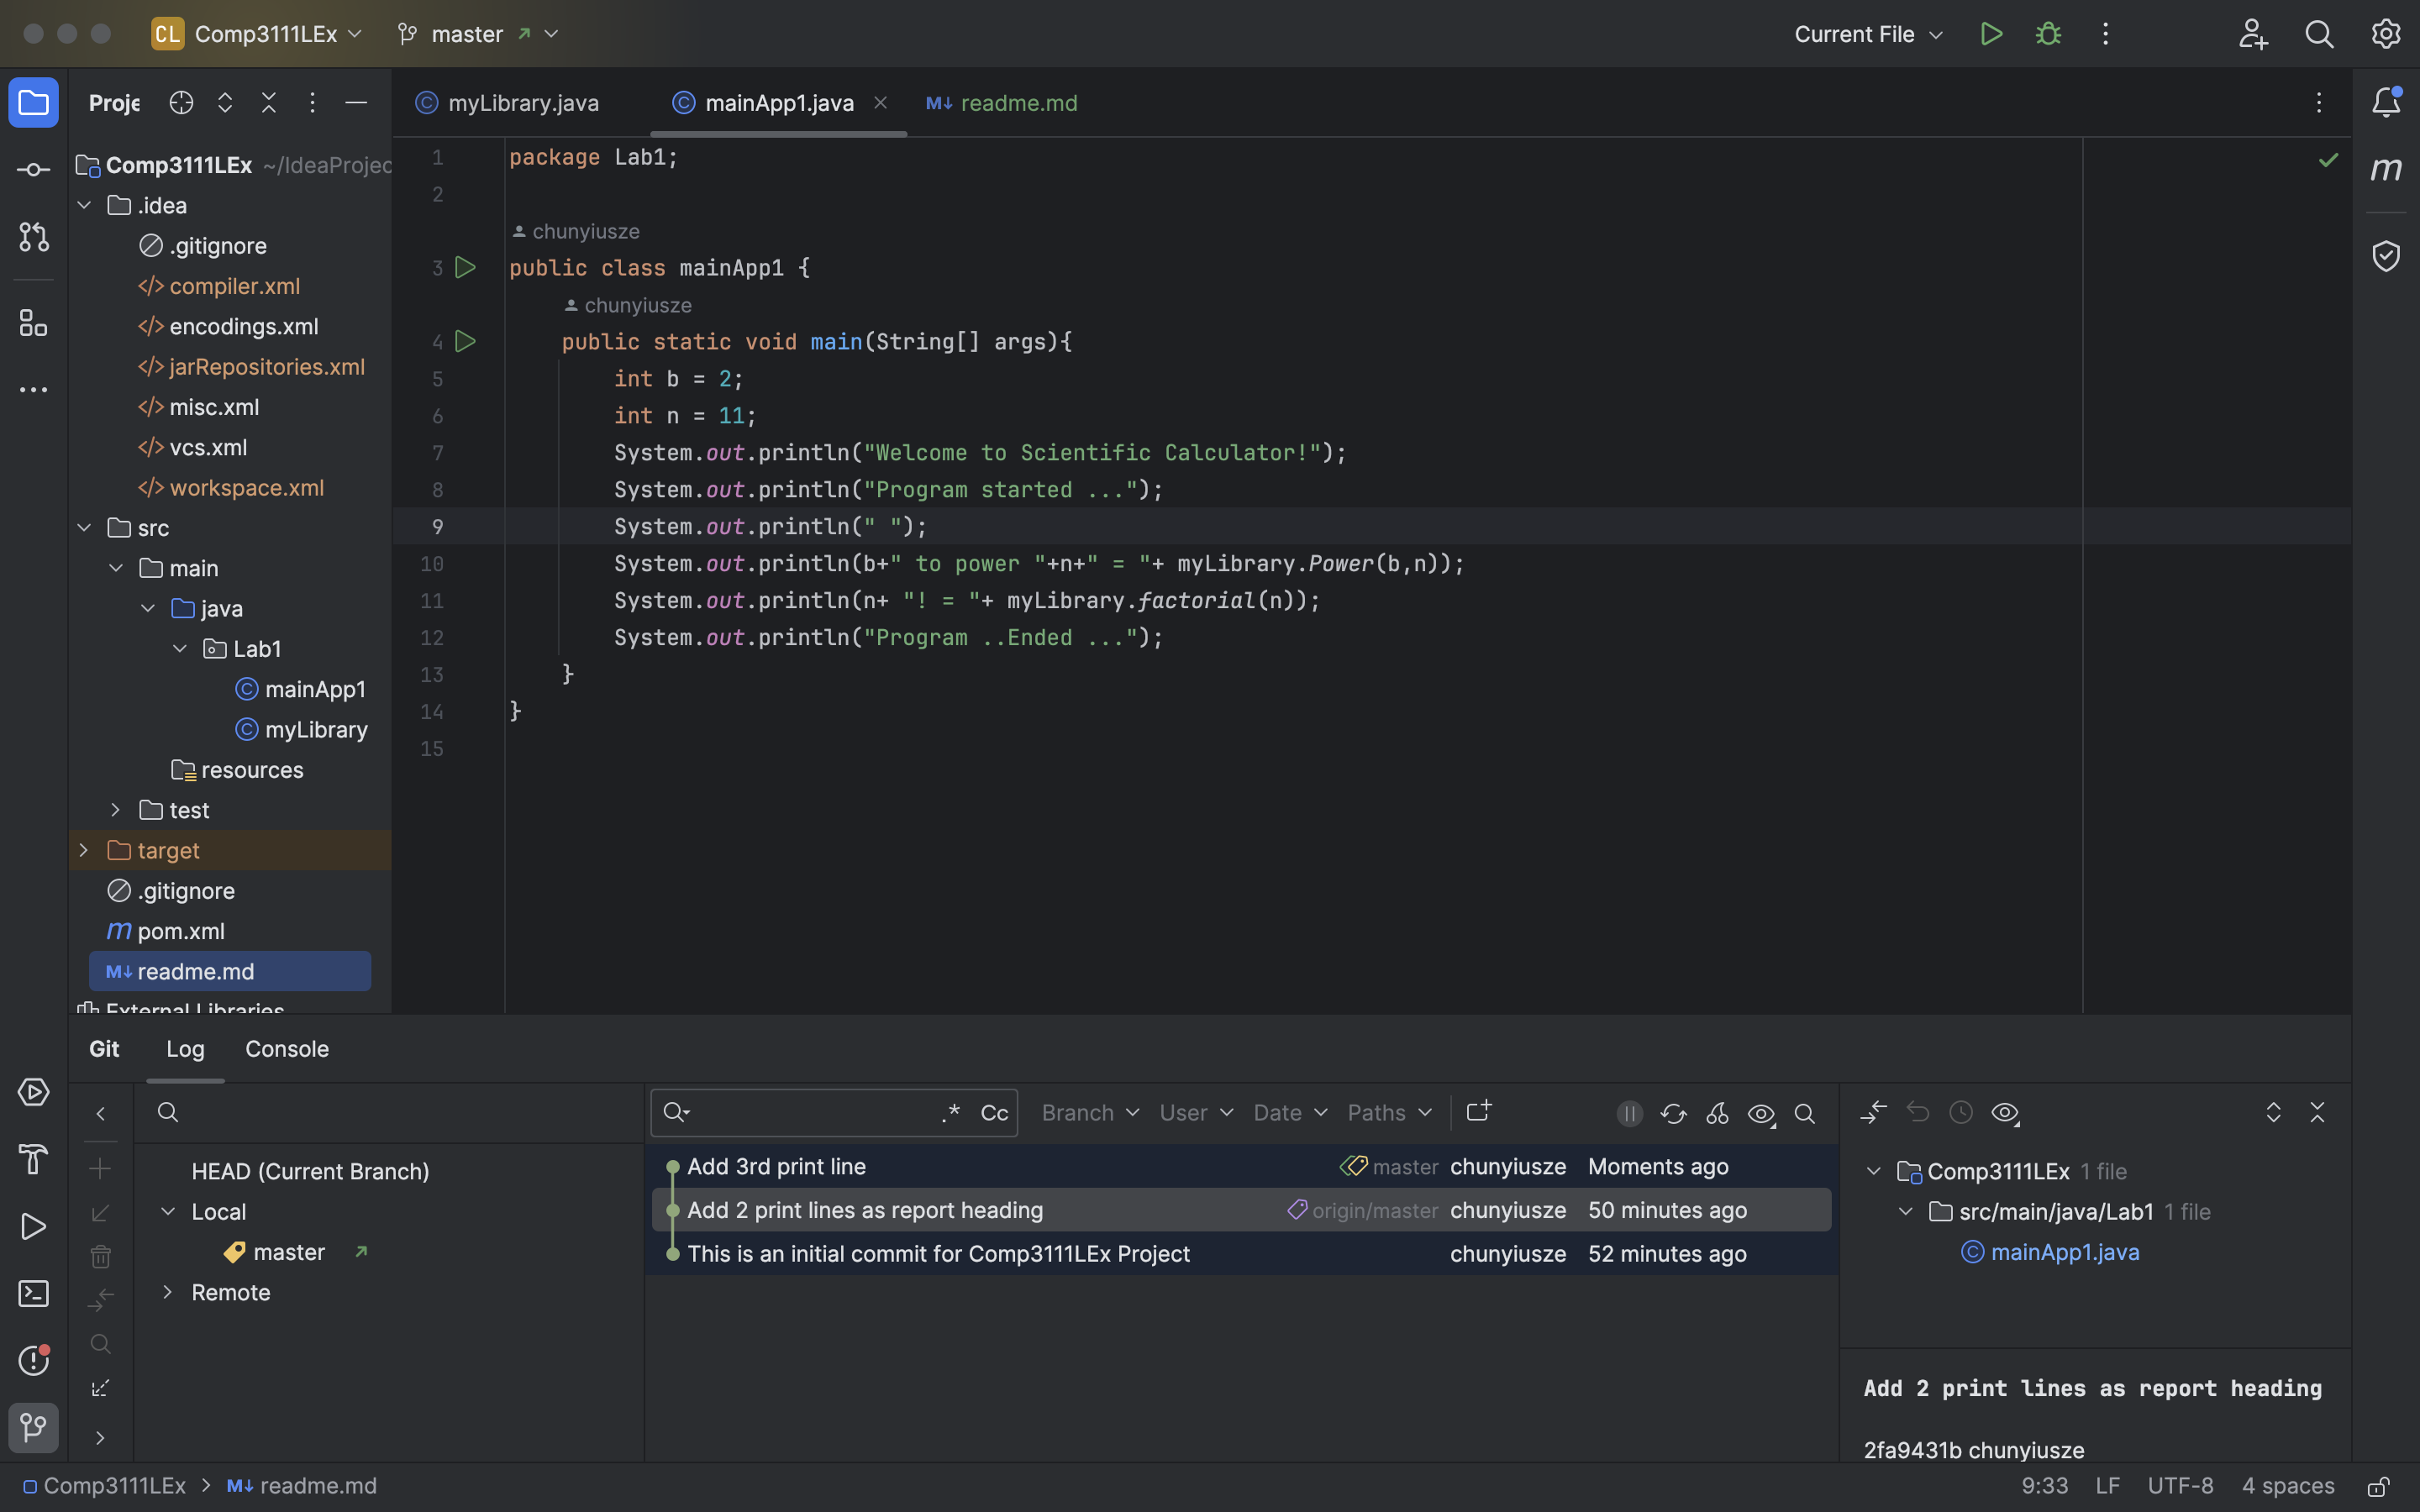 CL Comp3111LEx master Current File
Proje
myLibrary.java mainApp1.java readme.md
Comp3111LEx ~/IdeaProjec
.idea
.gitignore
compiler.xml
encodings.xml
jarRepositories.xml
misc.xml
vcs.xml
workspace.xml
src
main
java
Lab1
mainApp1
myLibrary
resources
test
target
.gitignore
pom.xml
readme.md
External Libraries
1 package Lab1;
2
chunyiusze
3 public class mainApp1 {
chunyiusze
4 public static void main(String[] args){
5 int b = 2;
6 int n = 11;
7 System.out.println("Welcome to Scientific Calculator!");
8 System.out.println("Program started ...");
9 System.out.println(" ");
10 System.out.println(b+" to power "+n+" = "+ myLibrary.Power(b,n));
11 System.out.println(n+ "! = "+ myLibrary.factorial(n));
12 System.out.println("Program ..Ended ...");
13 }
14 }
15
Git Log Console
HEAD (Current Branch)
Local
master
Remote
.* Cc Branch User Date Paths
Add 3rd print line master chunyiusze Moments ago
Add 2 print lines as report heading origin/master chunyiusze 50 minutes ago
This is an initial commit for Comp3111LEx Project chunyiusze 52 minutes ago
Comp3111LEx 1 file
src/main/java/Lab1 1 file
mainApp1.java
Add 2 print lines as report heading
2fa9431b chunyiusze
Comp3111LEx > M↓ readme.md 9:33 LF UTF-8 4 spaces